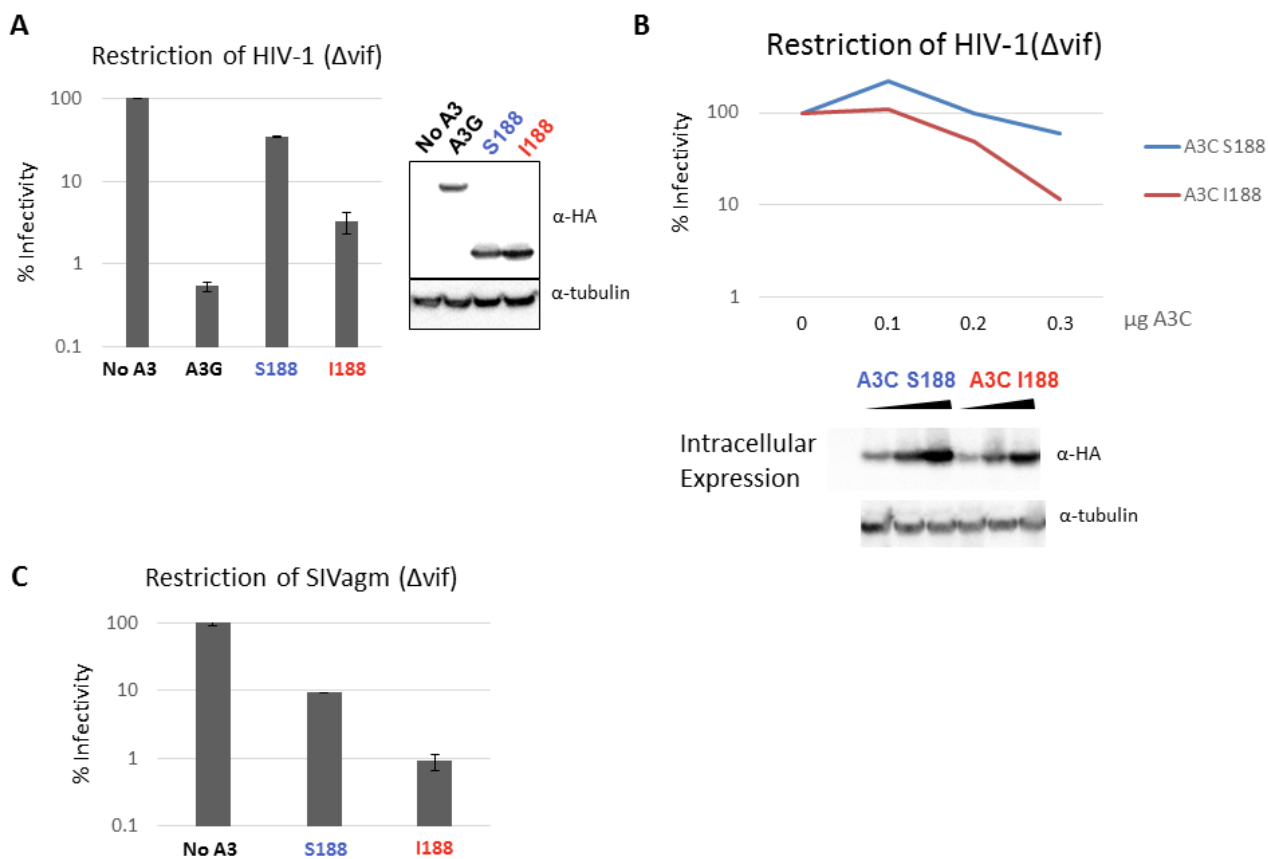 A
Restriction of HIV-1 (Δvif)
% Infectivity
100
10
1
0.1
No A3
A3G
S188
I188
No A3
A3G
S188
I188
α-HA
α-tubulin
B
Restriction of HIV-1(Δvif)
% Infectivity
100
10
1
0
0.1
0.2
0.3
μg A3C
A3C S188
A3C I188
A3C S188
A3C I188
Intracellular
Expression
α-HA
α-tubulin
C
Restriction of SIVagm (Δvif)
% Infectivity
100
10
1
0.1
No A3
S188
I188